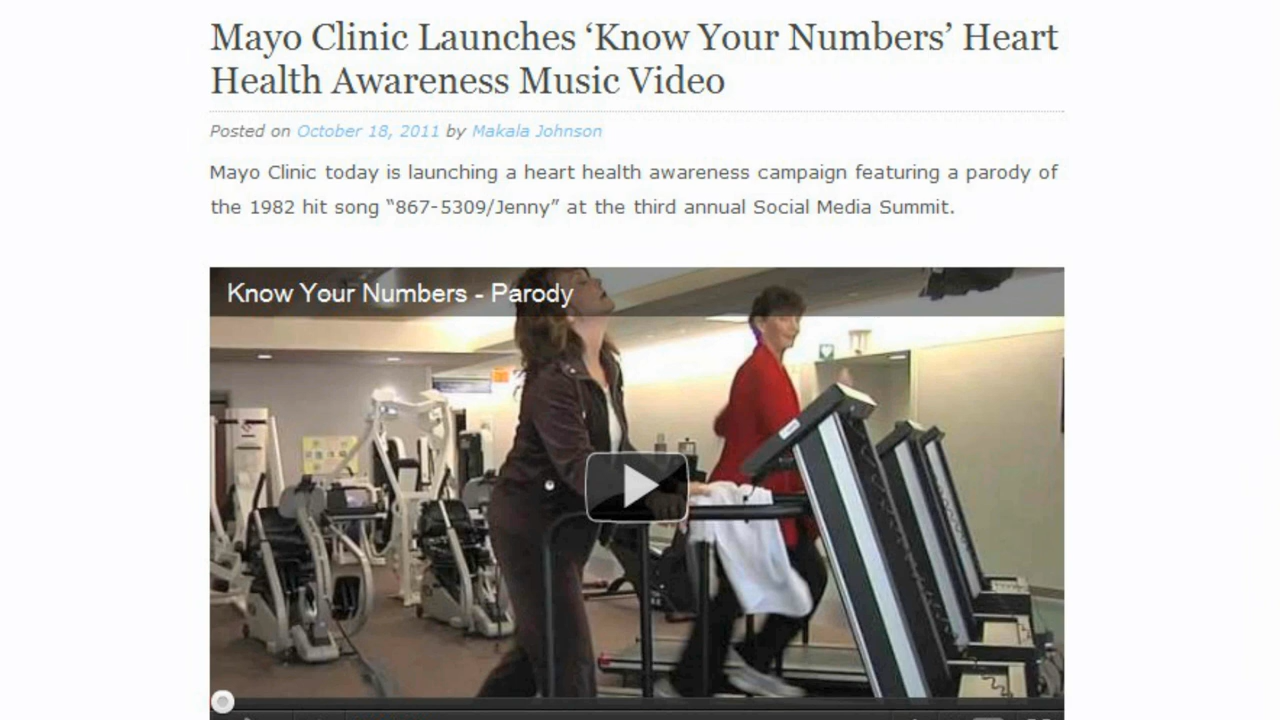 Mayo Clinic Launches ‘Know Your Numbers’ Heart
Health Awareness Music Video
Posted on October 18, 2011 by Makala Johnson
Mayo Clinic today is launching a heart health awareness campaign featuring a parody of
the 1982 hit song “867-5309/Jenny” at the third annual Social Media Summit.
Know Your Numbers - Parody